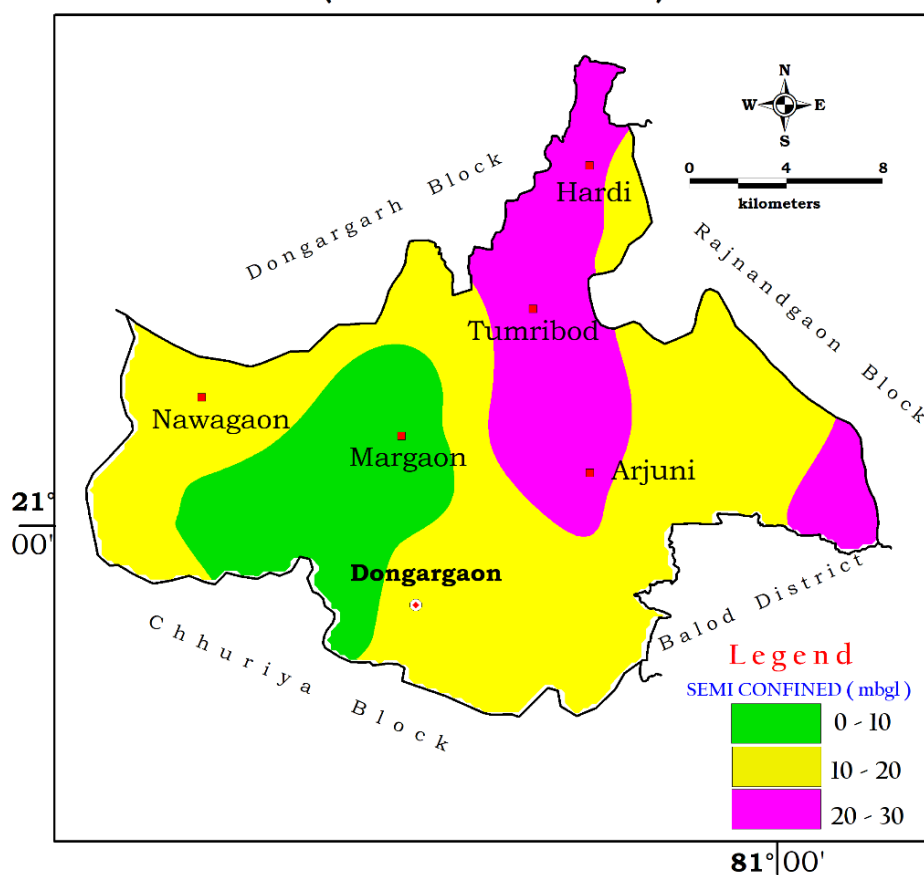 N
W E
S
0 4 8
kilometers
Dongargarh Block
Hardi
Rajnandgaon Block
Tumribod
Nawagaon
Margaon
Arjuni
21°
00'
Dongargaon
Balod District
Chhuriya Block
Legend
SEMI CONFINED ( mbgl )
0 - 10
10 - 20
20 - 30
81° 00'